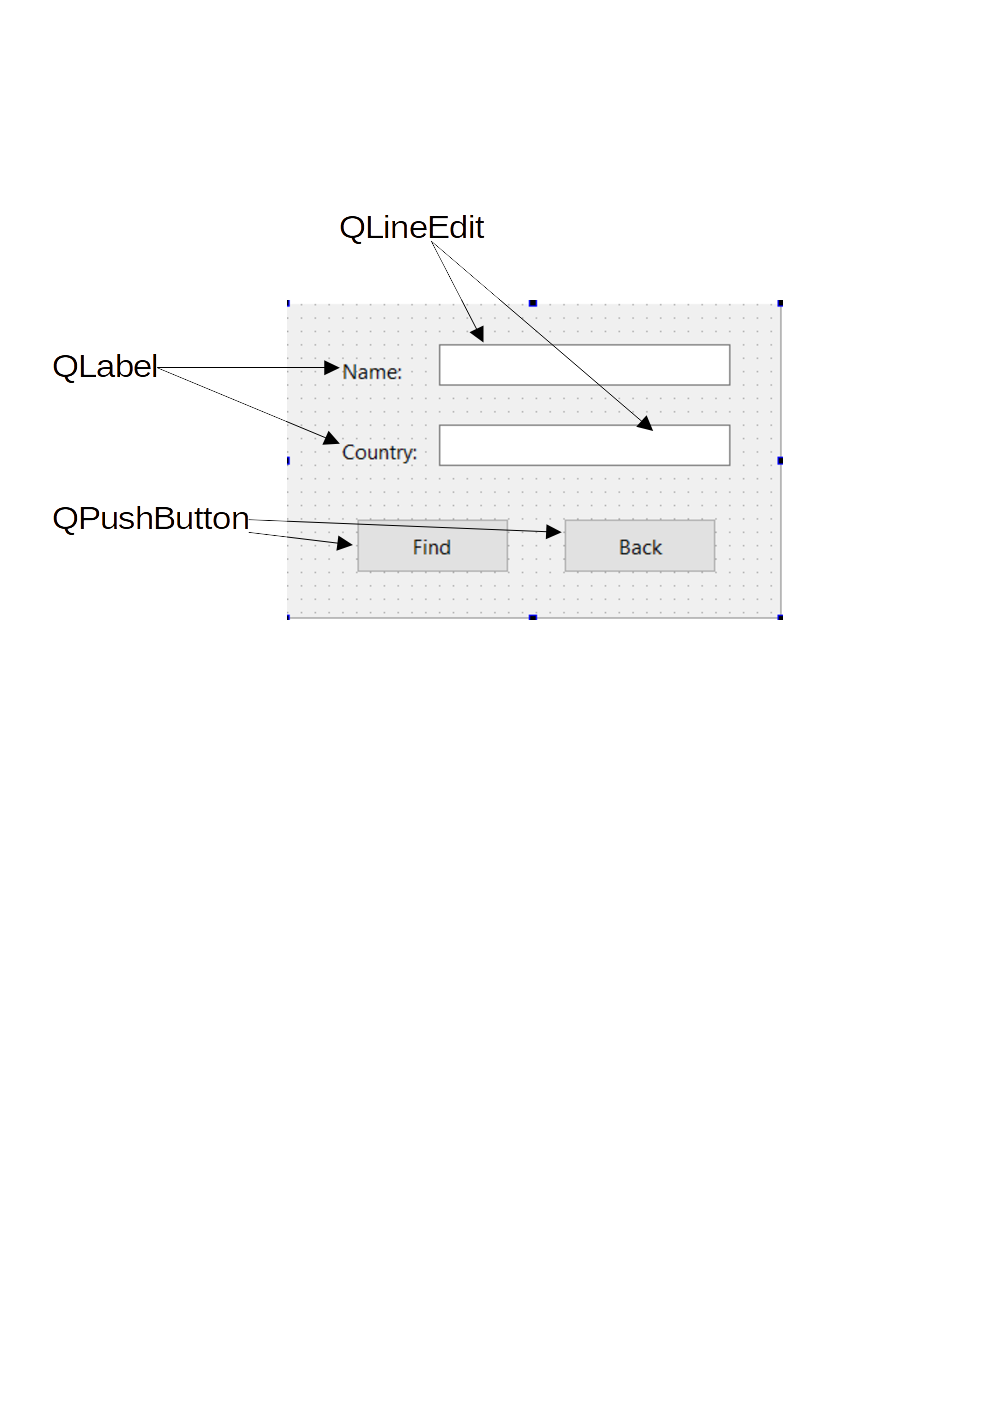 QLineEdit
QLabel
Name:
Country:
QPushButton
Find
Back